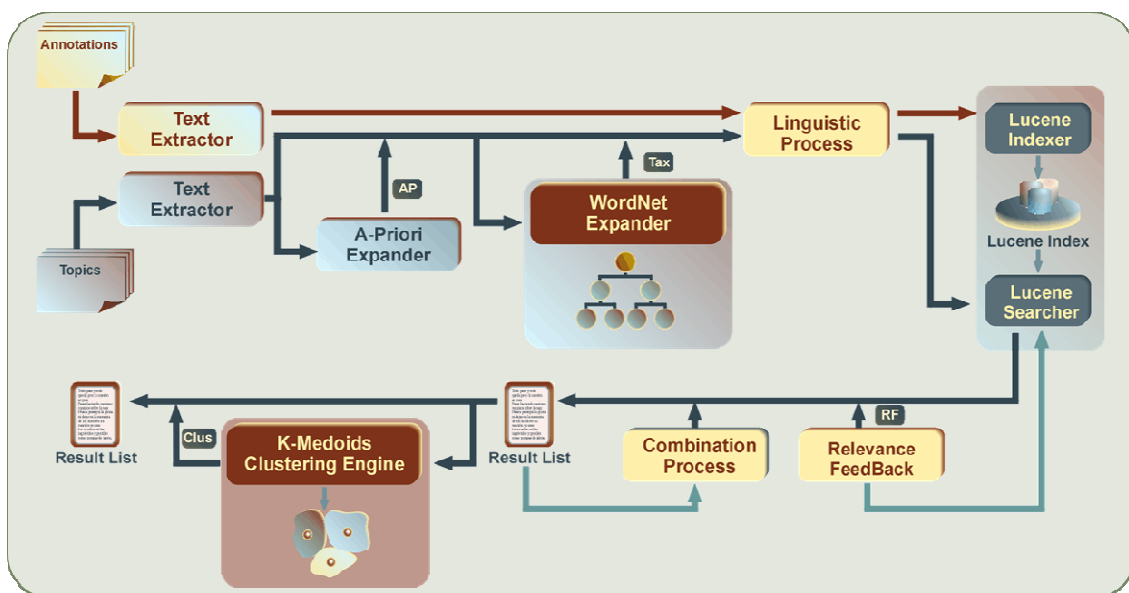 Annotations
Text
Extractor
Linguistic
Process
Lucene
Indexer
Text
Extractor
AP
Tax
WordNet
Expander
A-Priori
Expander
Lucene Index
Topics
Lucene
Searcher
RF
Clus
K-Medoids
Clustering Engine
Combination
Process
Relevance
FeedBack
Result List
Result List